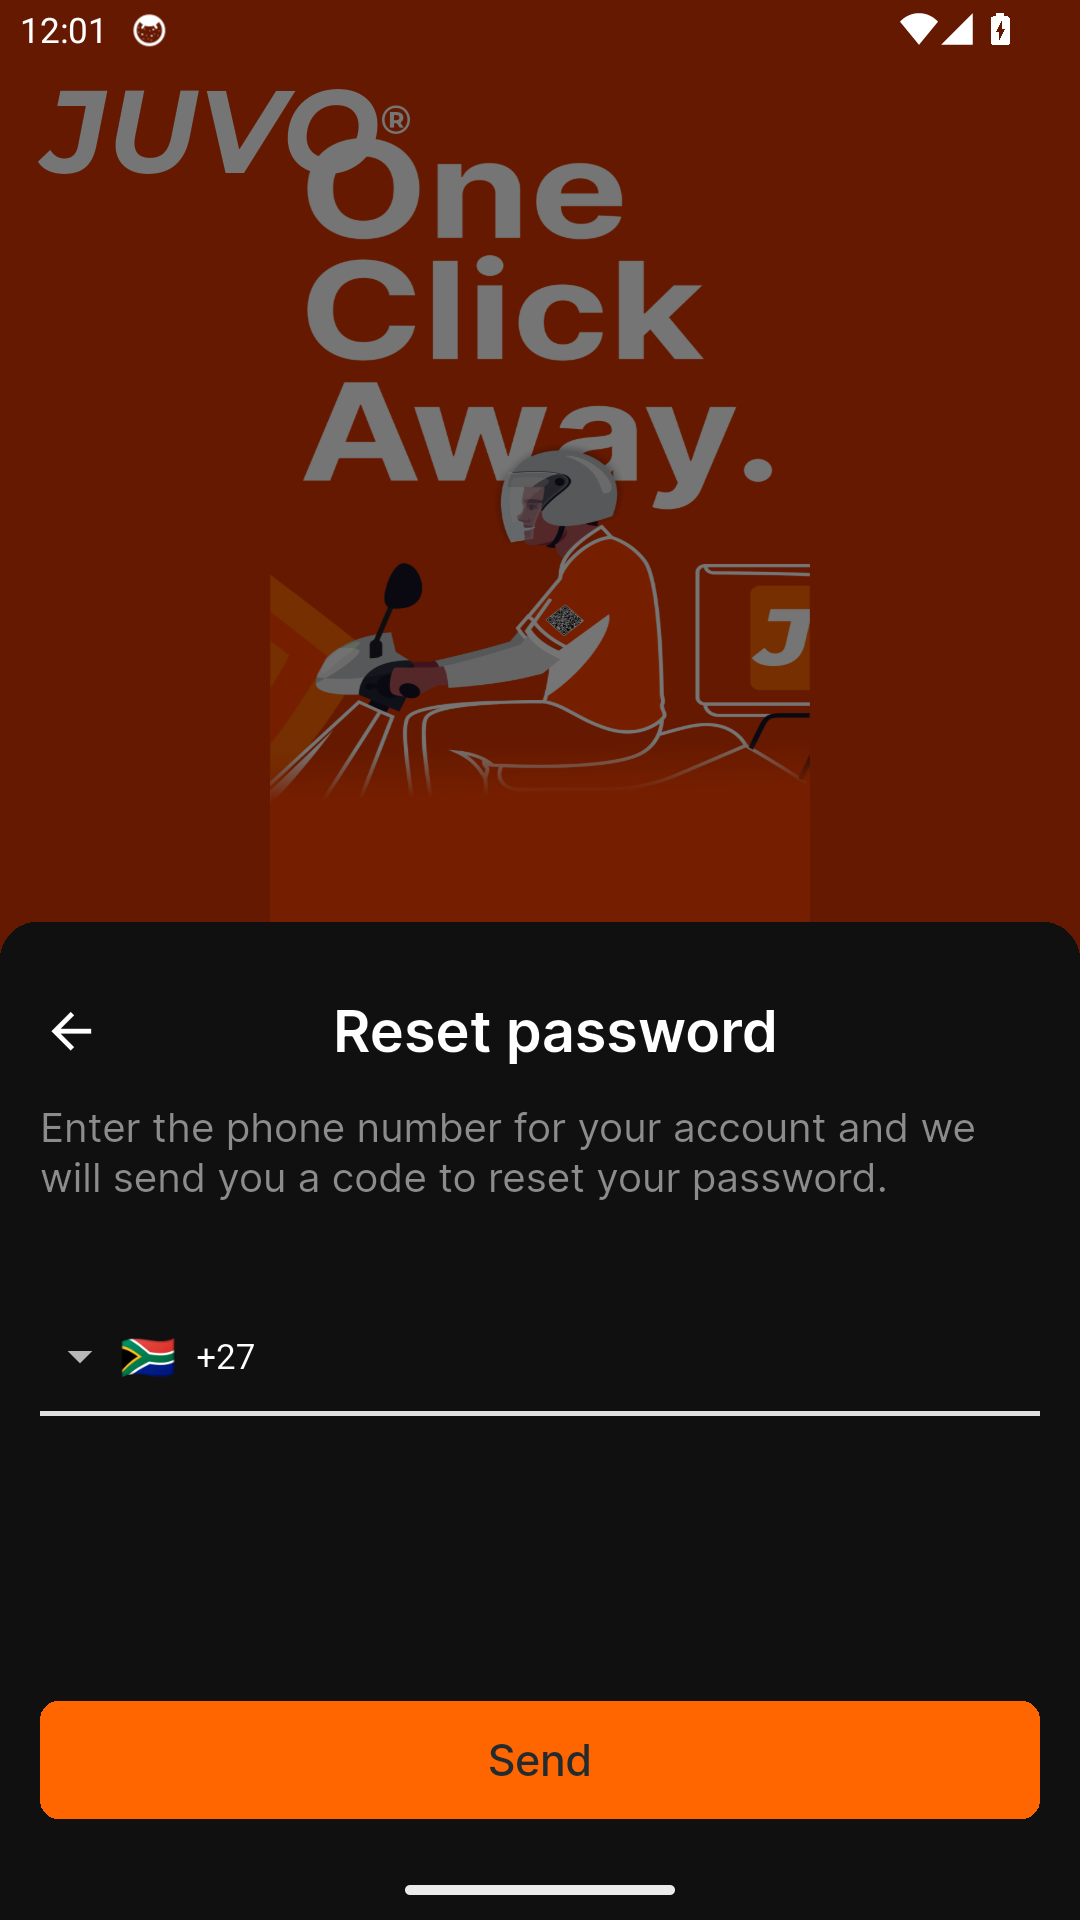 12:01
JUVO®
One
Click
Away.
J
Reset password
Enter the phone number for your account and we
will send you a code to reset your password.
🇿🇦 +27
Send